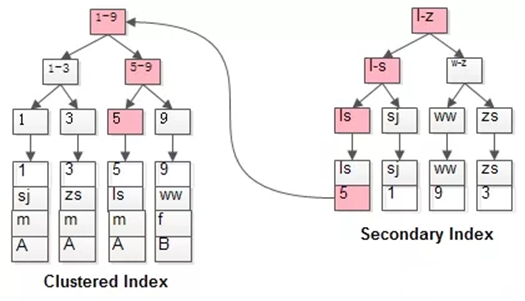 1-9
1-3
5-9
1
3
5
9
1
sj
m
A
3
zs
m
A
5
ls
m
A
9
ww
f
B
Clustered Index
l-z
l-s
w-z
ls
sj
ww
zs
ls
5
sj
1
ww
9
zs
3
Secondary Index